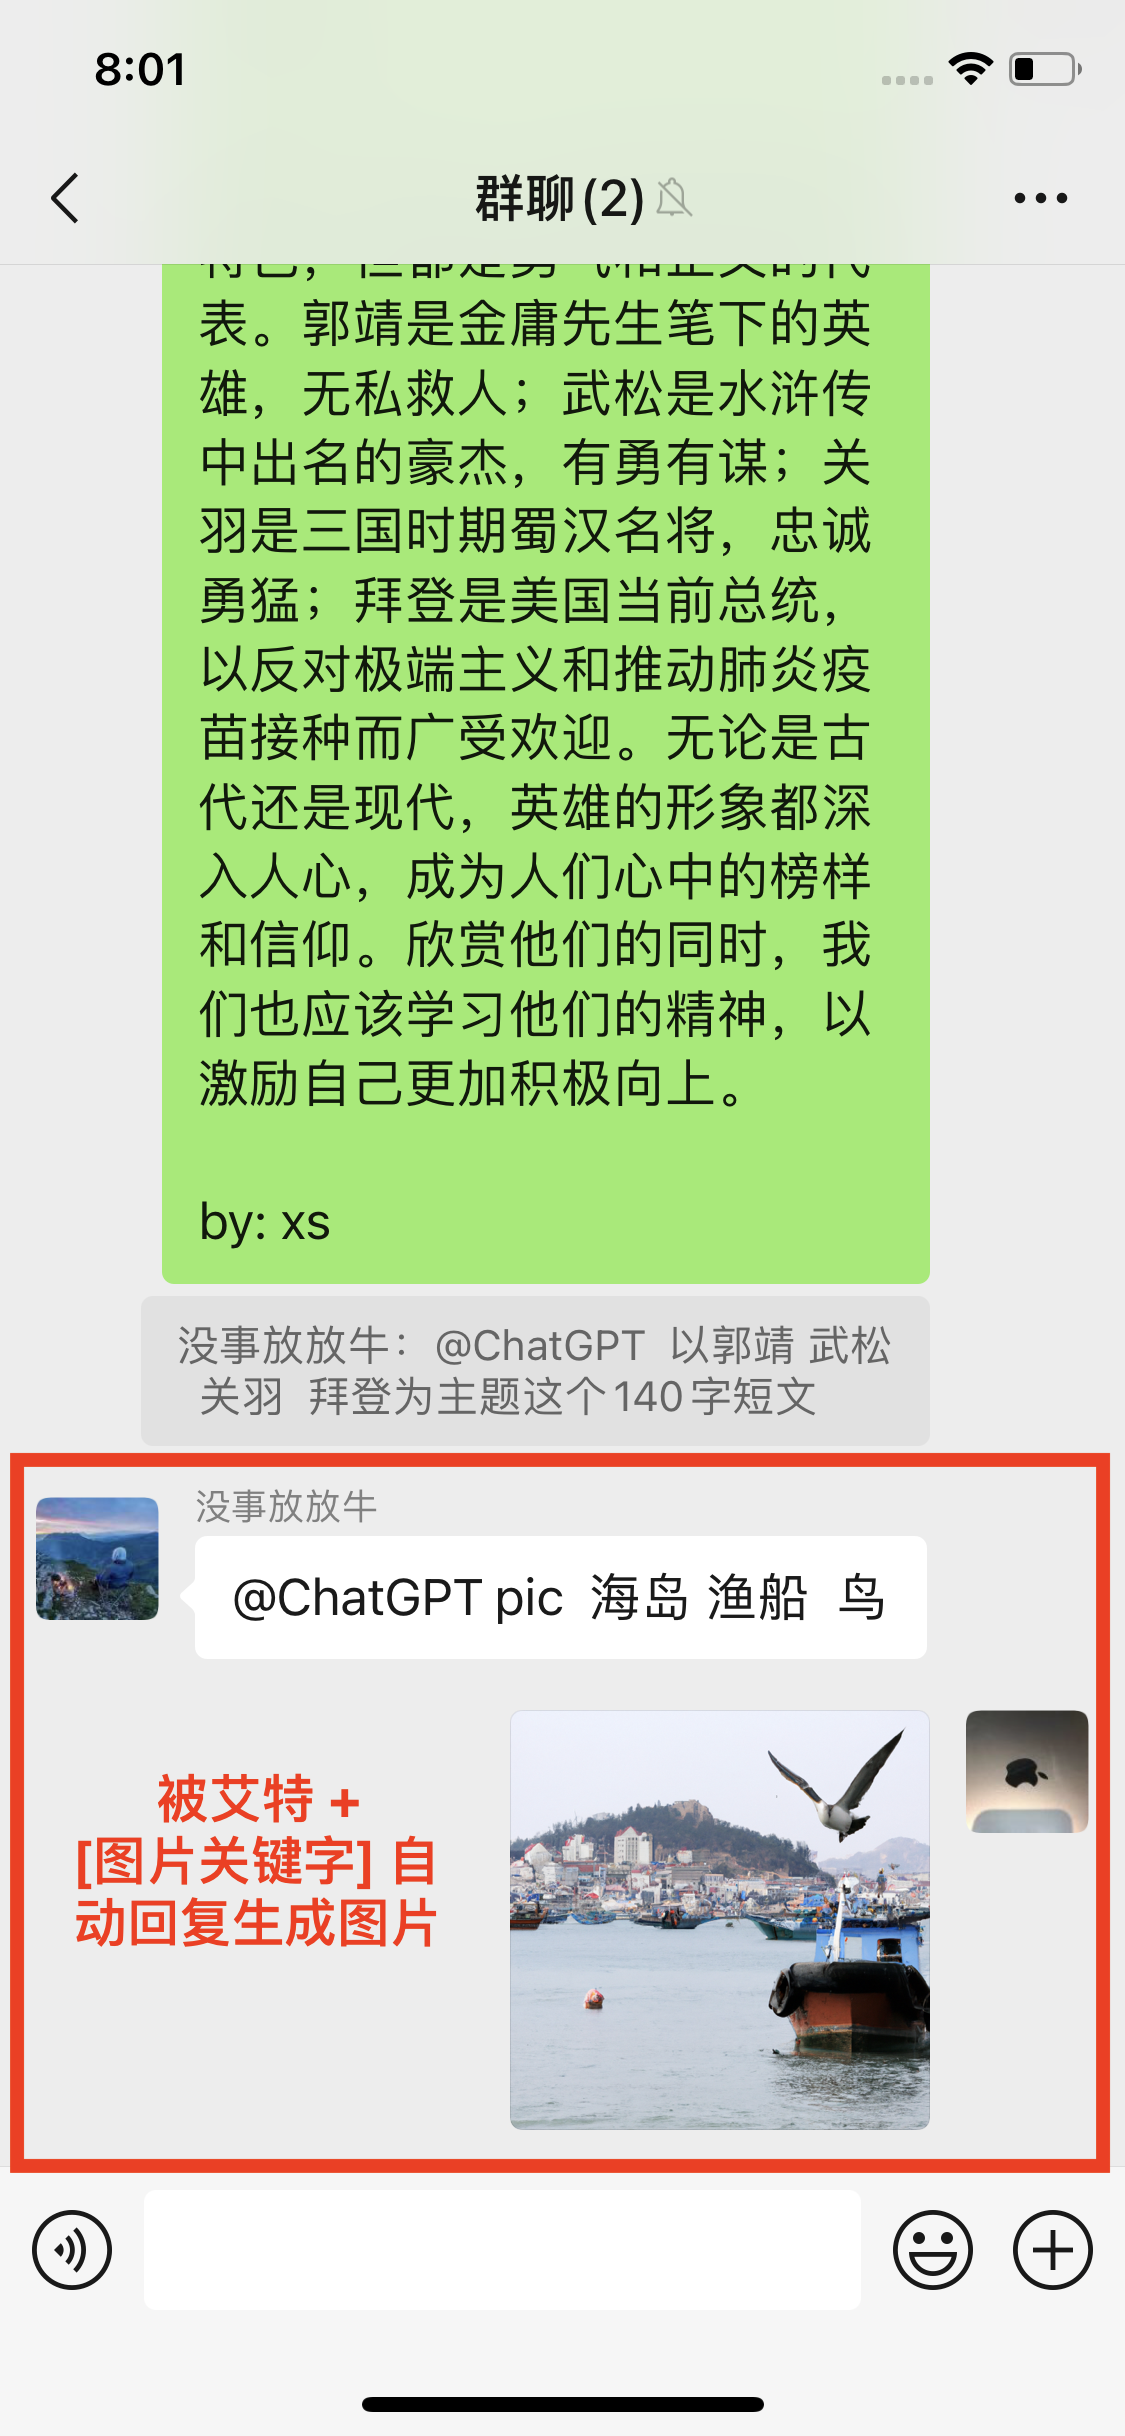 8:01
群聊(2)
表。郭靖是金庸先生笔下的英
雄，无私救人；武松是水浒传
中出名的豪杰，有勇有谋；关
羽是三国时期蜀汉名将，忠诚
勇猛；拜登是美国当前总统，
以反对极端主义和推动肺炎疫
苗接种而广受欢迎。无论是古
代还是现代，英雄的形象都深
入人心，成为人们心中的榜样
和信仰。欣赏他们的同时，我
们也应该学习他们的精神，以
激励自己更加积极向上。
by: xs
没事放放牛：@ChatGPT 以郭靖 武松
关羽 拜登为主题这个140字短文
没事放放牛
@ChatGPT pic 海岛 渔船 鸟
被艾特 +
[图片关键字] 自
动回复生成图片